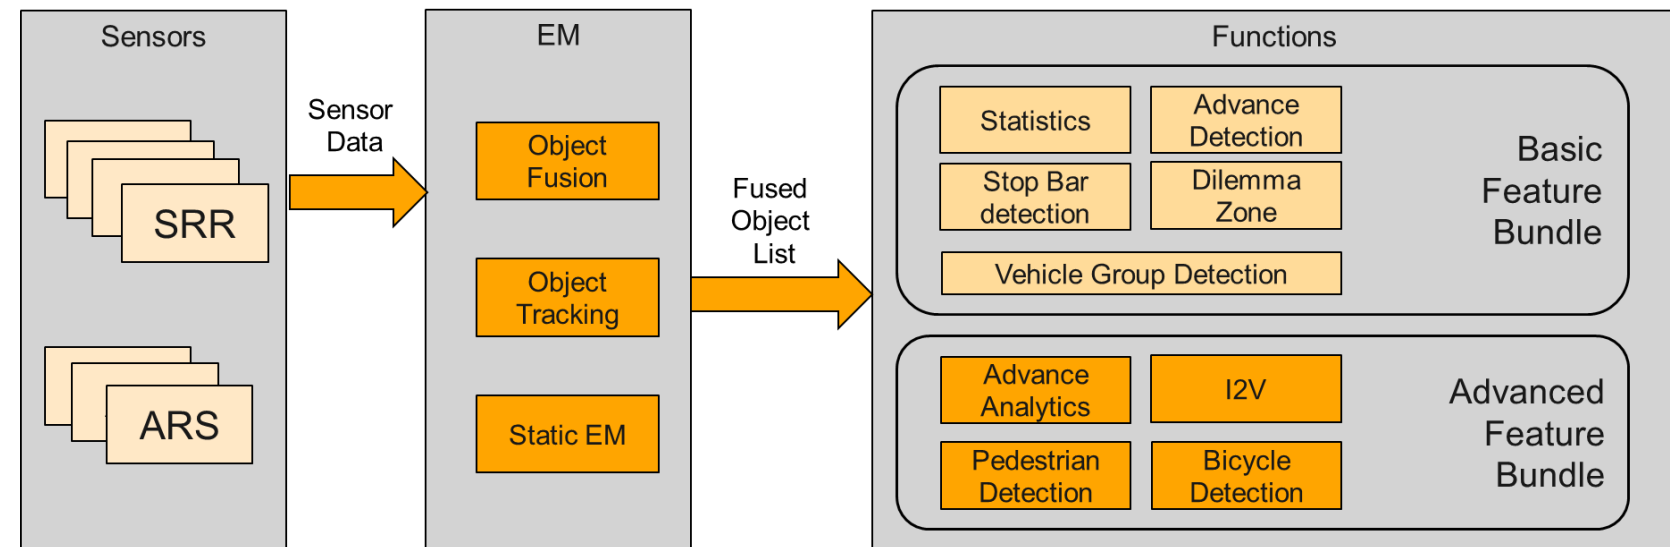 Sensors
SRR
ARS
Sensor
Data
EM
Object
Fusion
Object
Tracking
Static EM
Fused
Object
List
Functions
Statistics
Advance
Detection
Stop Bar
detection
Dilemma
Zone
Vehicle Group Detection
Basic
Feature
Bundle
Advance
Analytics
I2V
Pedestrian
Detection
Bicycle
Detection
Advanced
Feature
Bundle